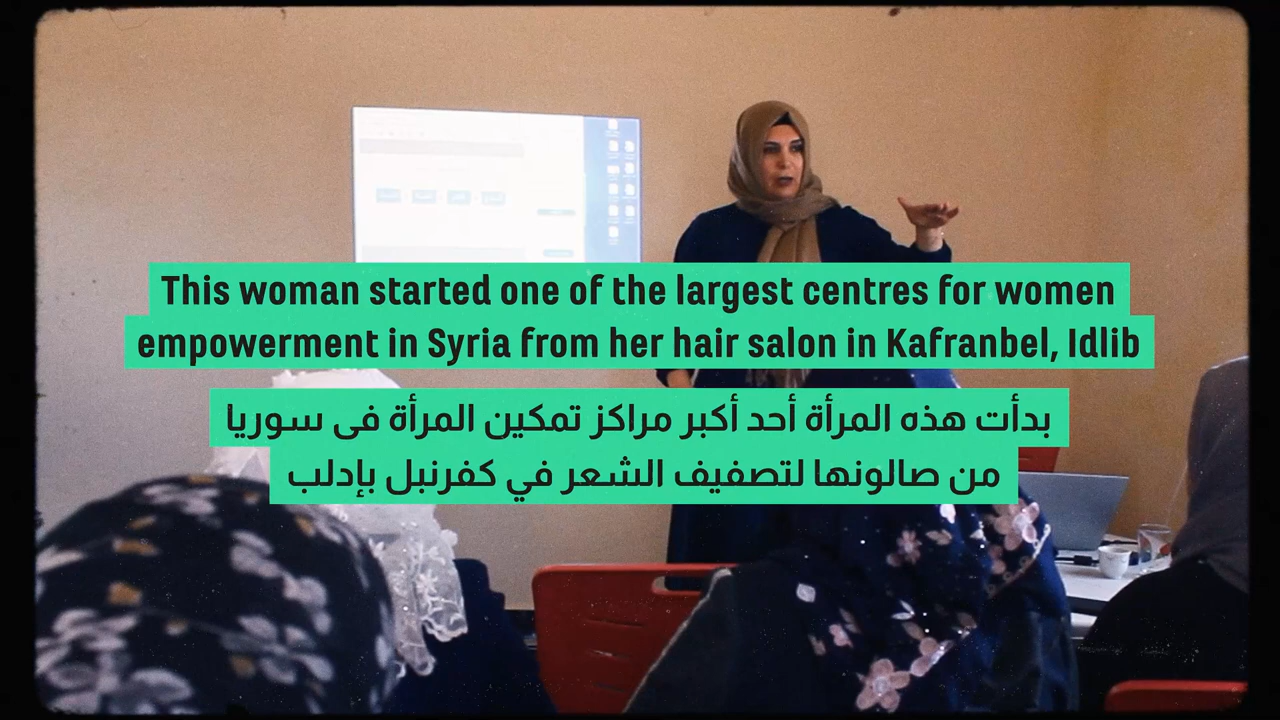 This woman started one of the largest centres for women
empowerment in Syria from her hair salon in Kafranbel, Idlib
بدأت هذه المرأة أحد أكبر مراكز تمكين المرأة فى سوريا
من صالونها لتصفيف الشعر في كفرنبل بإدلب